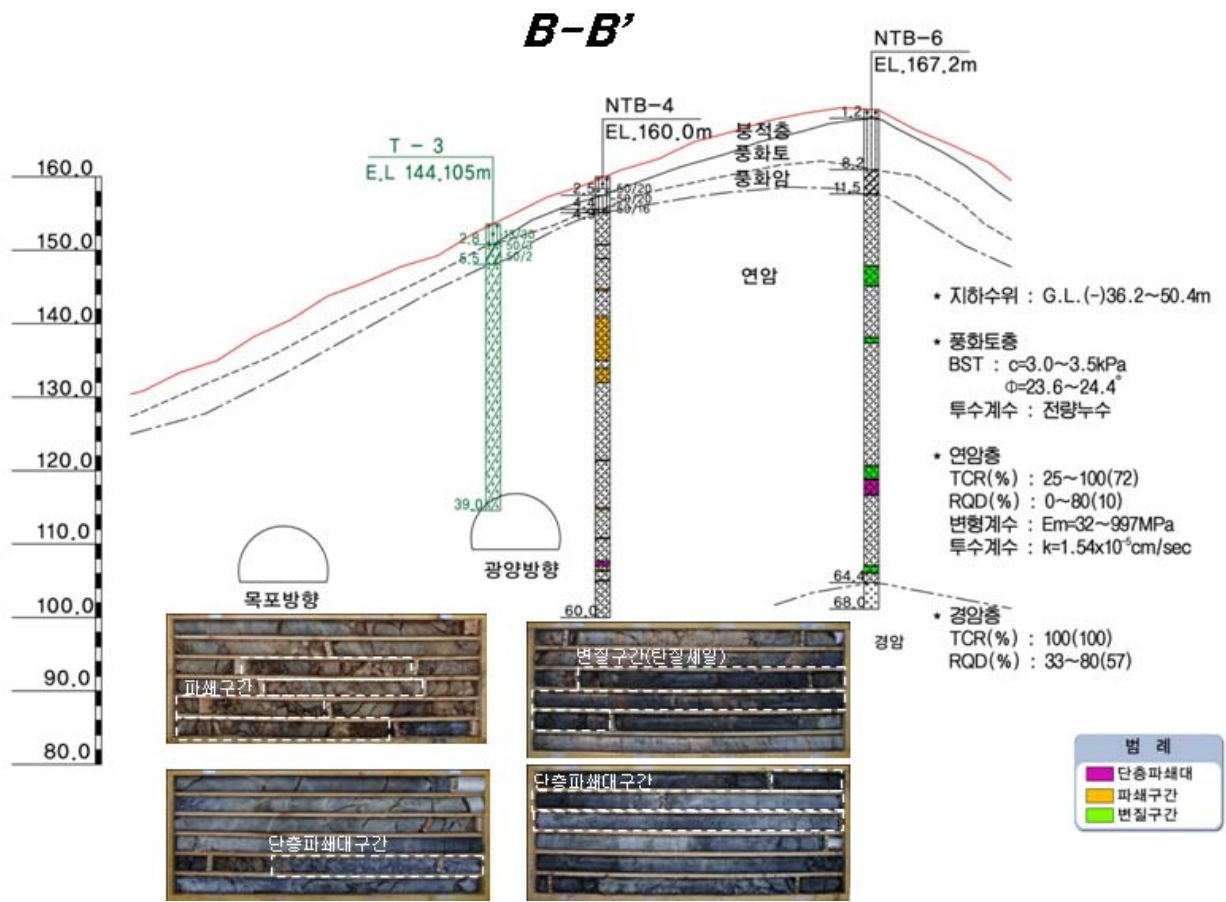 B-B'
NTB-6
EL.167.2m
NTB-4
EL.160.0m
T - 3
E.L 144.105m
1.2
8.2
11.5
64.4
68.0
붕적층
풍화토
풍화암
연암
경암
2.5
50/20
50/20
50/16
60.0
2.8
13/30
50/3
5.5
50/2
39.0
160.0
150.0
140.0
130.0
120.0
110.0
100.0
90.0
80.0
목포방향
광양방향
* 지하수위 : G.L.(-)36.2~50.4m
* 풍화토층
BST : c=3.0~3.5kPa
Φ=23.6~24.4°
투수계수 : 전량누수
* 연암층
TCR(%) : 25~100(72)
RQD(%) : 0~80(10)
변형계수 : Em=32~997MPa
투수계수 : k=1.54x10⁻⁵cm/sec
* 경암층
TCR(%) : 100(100)
RQD(%) : 33~80(57)
파쇄구간
변질구간(탄질셰일)
단층파쇄대구간
단층파쇄대구간
범 례
단층파쇄대
파쇄구간
변질구간